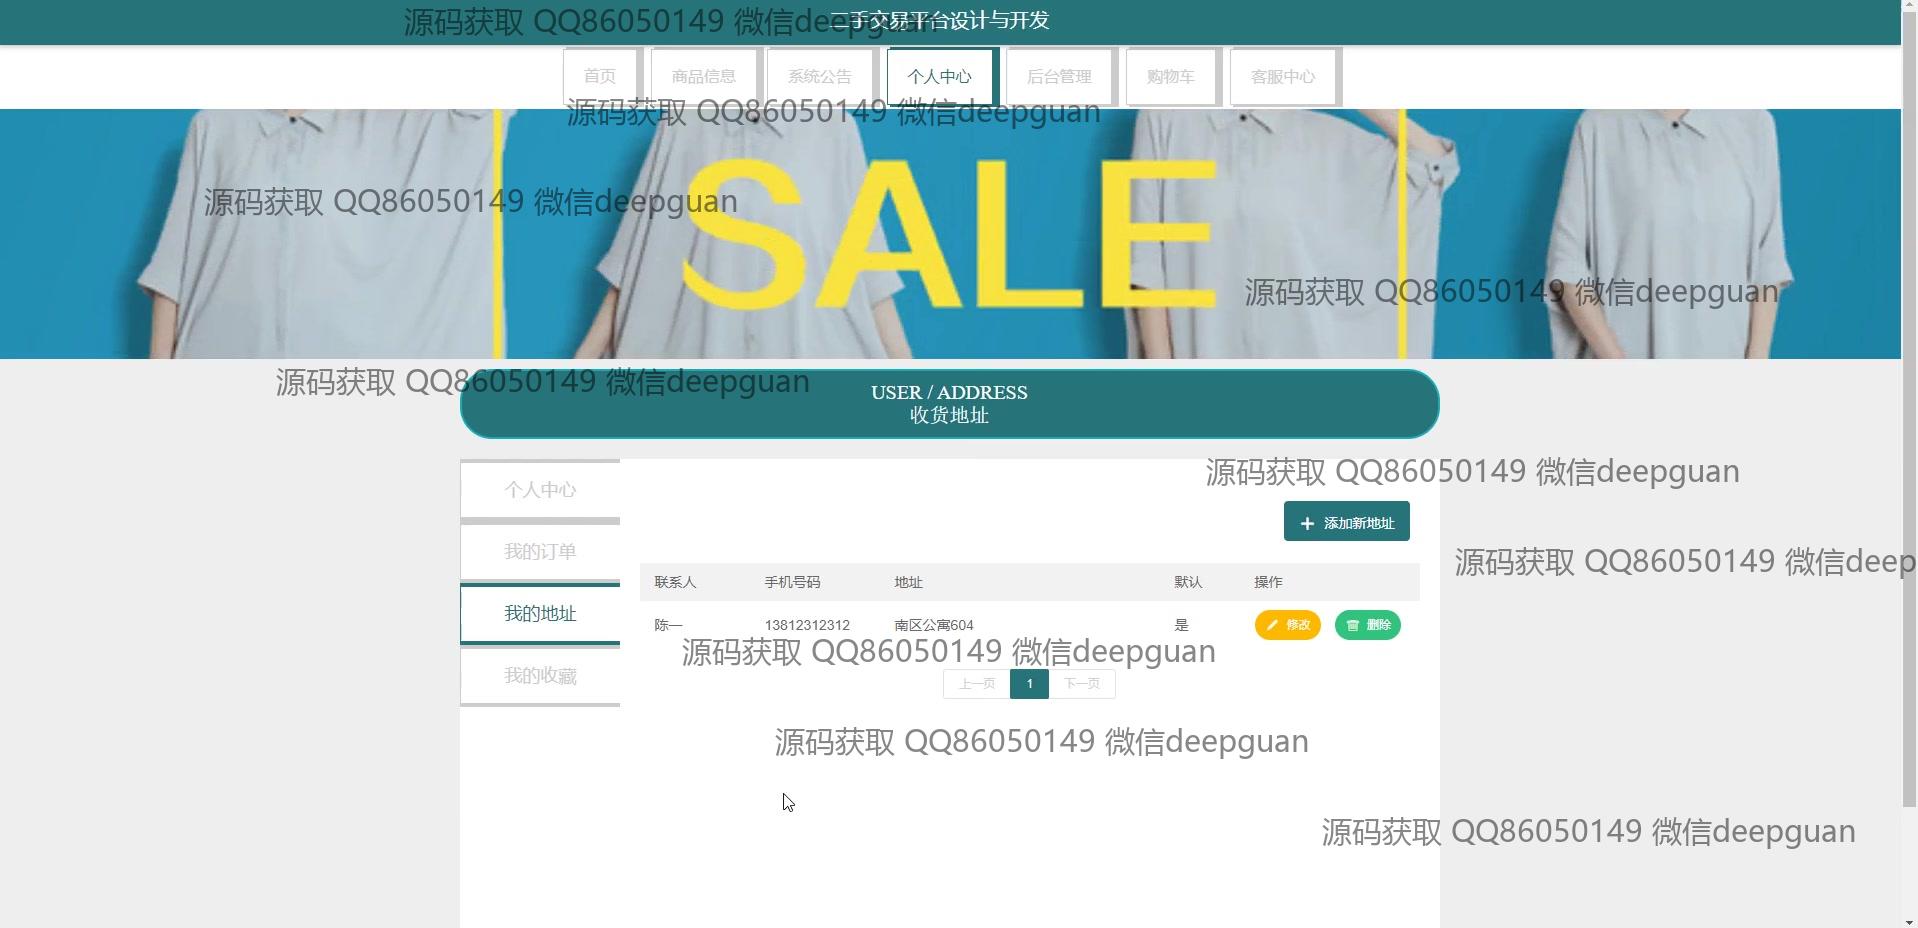 源码获取 QQ86050149 微信deepguan
二手交易平台设计与开发
首页 商品信息 系统公告 个人中心 后台管理 购物车 客服中心
源码获取 QQ86050149 微信deepguan
SALE
源码获取 QQ86050149 微信deepguan
源码获取 QQ86050149 微信deepguan
源码获取 QQ86050149 微信deepguan
USER / ADDRESS
收货地址
源码获取 QQ86050149 微信deepguan
个人中心
我的订单
我的地址
我的收藏
添加新地址
源码获取 QQ86050149 微信deep
联系人 手机号码 地址 默认 操作
陈一 13812312312 南区公寓604 是 修改 删除
源码获取 QQ86050149 微信deepguan
上一页 1 下一页
源码获取 QQ86050149 微信deepguan
源码获取 QQ86050149 微信deepguan